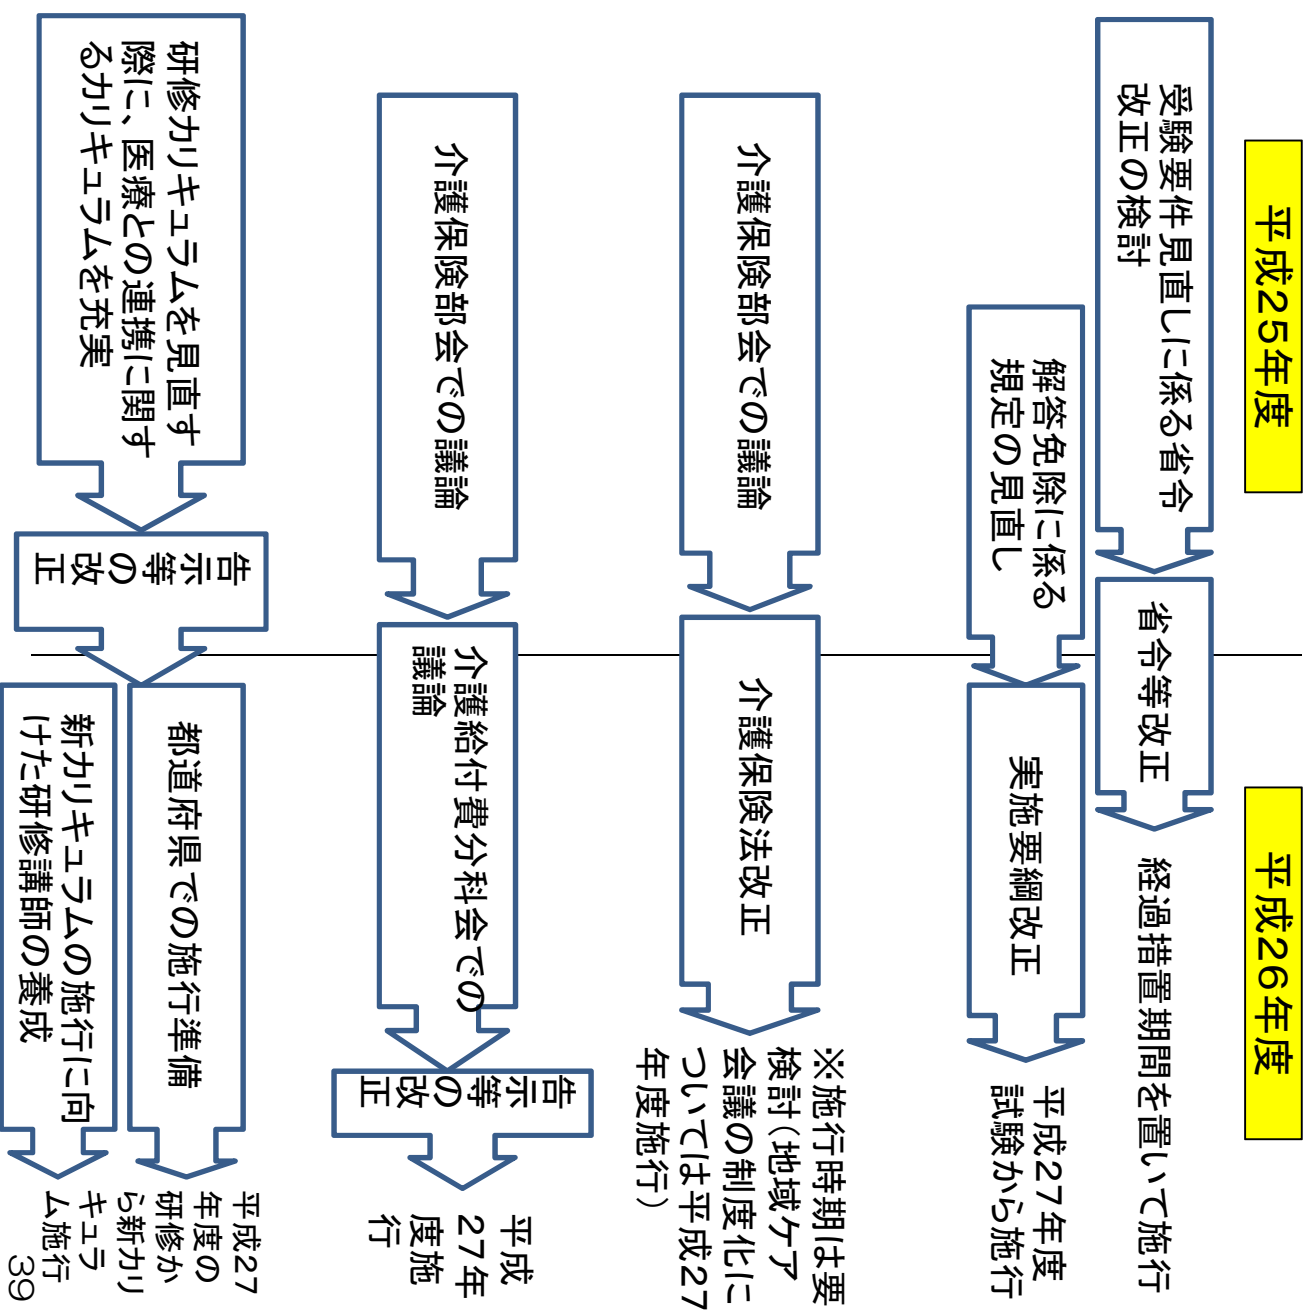 平成25年度
平成26年度
受験要件見直しに係る省令
改正の検討
省令等改正
経過措置期間を置いて施行
解答免除に係る
規定の見直し
実施要綱改正
平成27年度
試験から施行
介護保険部会での議論
介護保険法改正
※施行時期は要
検討(地域ケア
会議の制度化に
ついては平成27
年度施行)
介護保険部会での議論
介護給付費分科会での
議論
告示等の改正
平成
27年
度施
行
研修カリキュラムを見直す
際に、医療との連携に関す
るカリキュラムを充実
告示等の改正
都道府県での施行準備
新カリキュラムの施行に向
けた研修講師の養成
平成27
年度の
研修か
ら新カリ
キュラ
ム施行
39